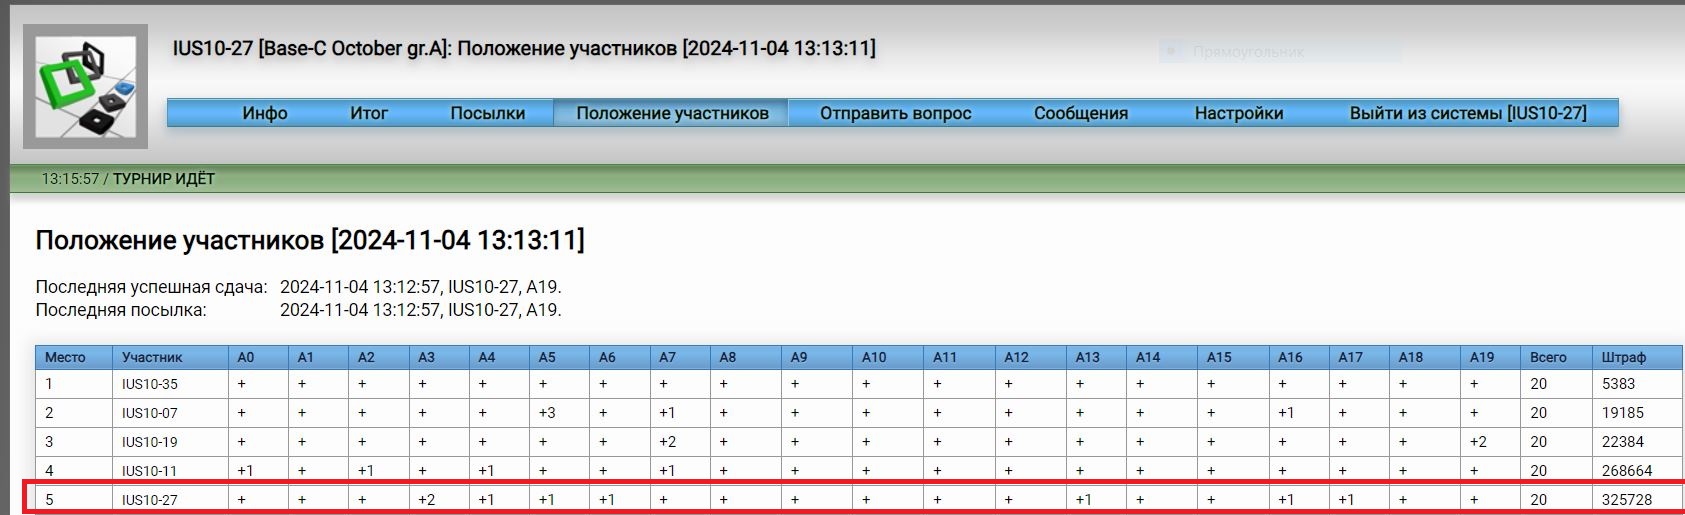 IUS10-27 [Base-C October gr.A]: Положение участников [2024-11-04 13:13:11]
Прямоугольник
Инфо Итог Посылки Положение участников Отправить вопрос Сообщения Настройки Выйти из системы [IUS10-27]
13:15:57 / ТУРНИР ИДЁТ
Положение участников [2024-11-04 13:13:11]
Последняя успешная сдача: 2024-11-04 13:12:57, IUS10-27, A19.
Последняя посылка: 2024-11-04 13:12:57, IUS10-27, A19.
Место Участник A0 A1 A2 A3 A4 A5 A6 A7 A8 A9 A10 A11 A12 A13 A14 A15 A16 A17 A18 A19 Всего Штраф
1 IUS10-35 + + + + + + + + + + + + + + + + + + + + 20 5383
2 IUS10-07 + + + + + +3 + +1 + + + + + + + + +1 + + + 20 19185
3 IUS10-19 + + + + + + + +2 + + + + + + + + + + + +2 20 22384
4 IUS10-11 +1 + +1 + +1 + + +1 + + + + + + + + + + + + 20 268664
5 IUS10-27 + + + +2 +1 +1 +1 + + + + + + +1 + + +1 +1 + + 20 325728